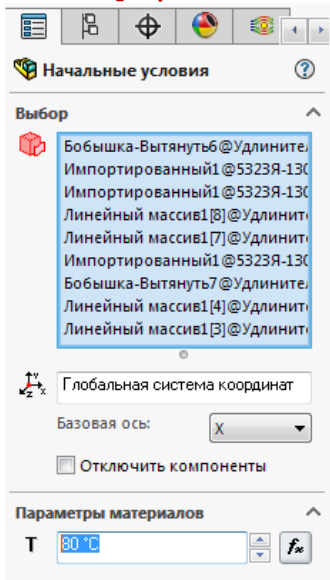 Начальные условия
Выбор
Бобышка-Вытянуть6@Удлините
Импортированный1@5323Я-130
Импортированный1@5323Я-130
Линейный массив1[8]@Удлинит
Линейный массив1[7]@Удлинит
Импортированный1@5323Я-130
Бобышка-Вытянуть7@Удлините
Линейный массив1[4]@Удлинит
Линейный массив1[3]@Удлинит
Глобальная система координат
Базовая ось: X
Отключить компоненты
Параметры материалов
T 80 °C